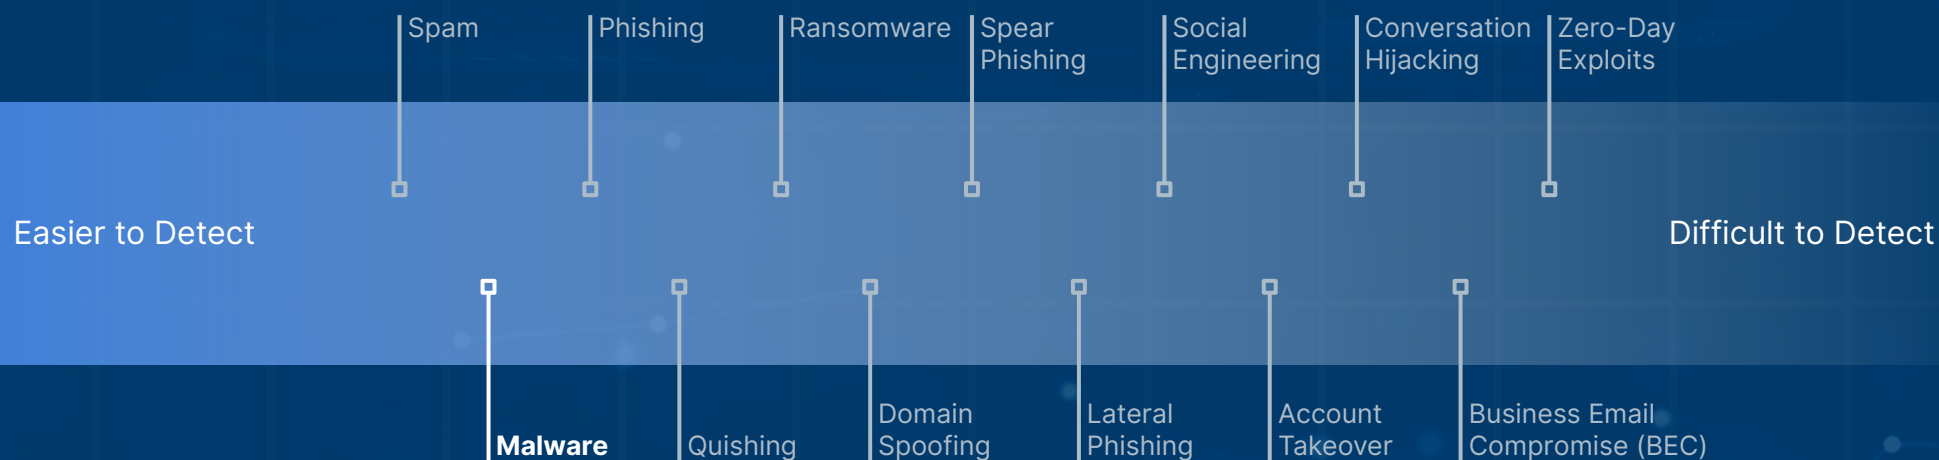 Spam
Phishing
Ransomware
Spear
Phishing
Social
Engineering
Conversation
Hijacking
Zero-Day
Exploits
Easier to Detect
Difficult to Detect
Malware
Quishing
Domain
Spoofing
Lateral
Phishing
Account
Takeover
Business Email
Compromise (BEC)